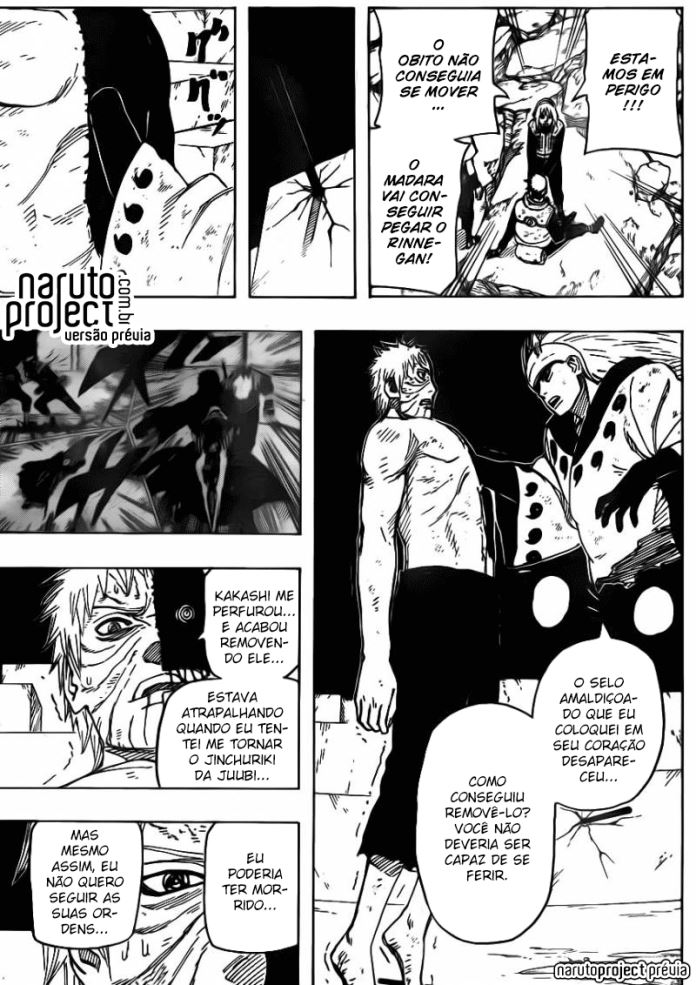 ESTA-
MOS EM
PERIGO
!!!
O
OBITO NÃO
CONSEGUIA
SE MOVER
...
O
MADARA
VAI CON-
SEGUIR
PEGAR O
RINNE-
GAN!
naruto
project
.com.br
versão prévia
O SELO
AMALDIÇOA-
DO QUE EU
COLOQUEI EM
SEU CORAÇÃO
DESAPARE-
CEU...
COMO
CONSEGUIU
REMOVÊ-LO?
VOCÊ NÃO
DEVERIA SER
CAPAZ DE SE
FERIR.
KAKASHI ME
PERFUROU...
E ACABOU
REMOVEN-
DO ELE...
ESTAVA
ATRAPALHANDO
QUANDO EU TEN-
TEI ME TORNAR
O JINCHURIKI
DA JUUBI...
EU
PODERIA
TER MOR-
RIDO...
MAS
MESMO
ASSIM, EU
NÃO QUERO
SEGUIR AS
SUAS OR-
DENS...
narutoproject prévia